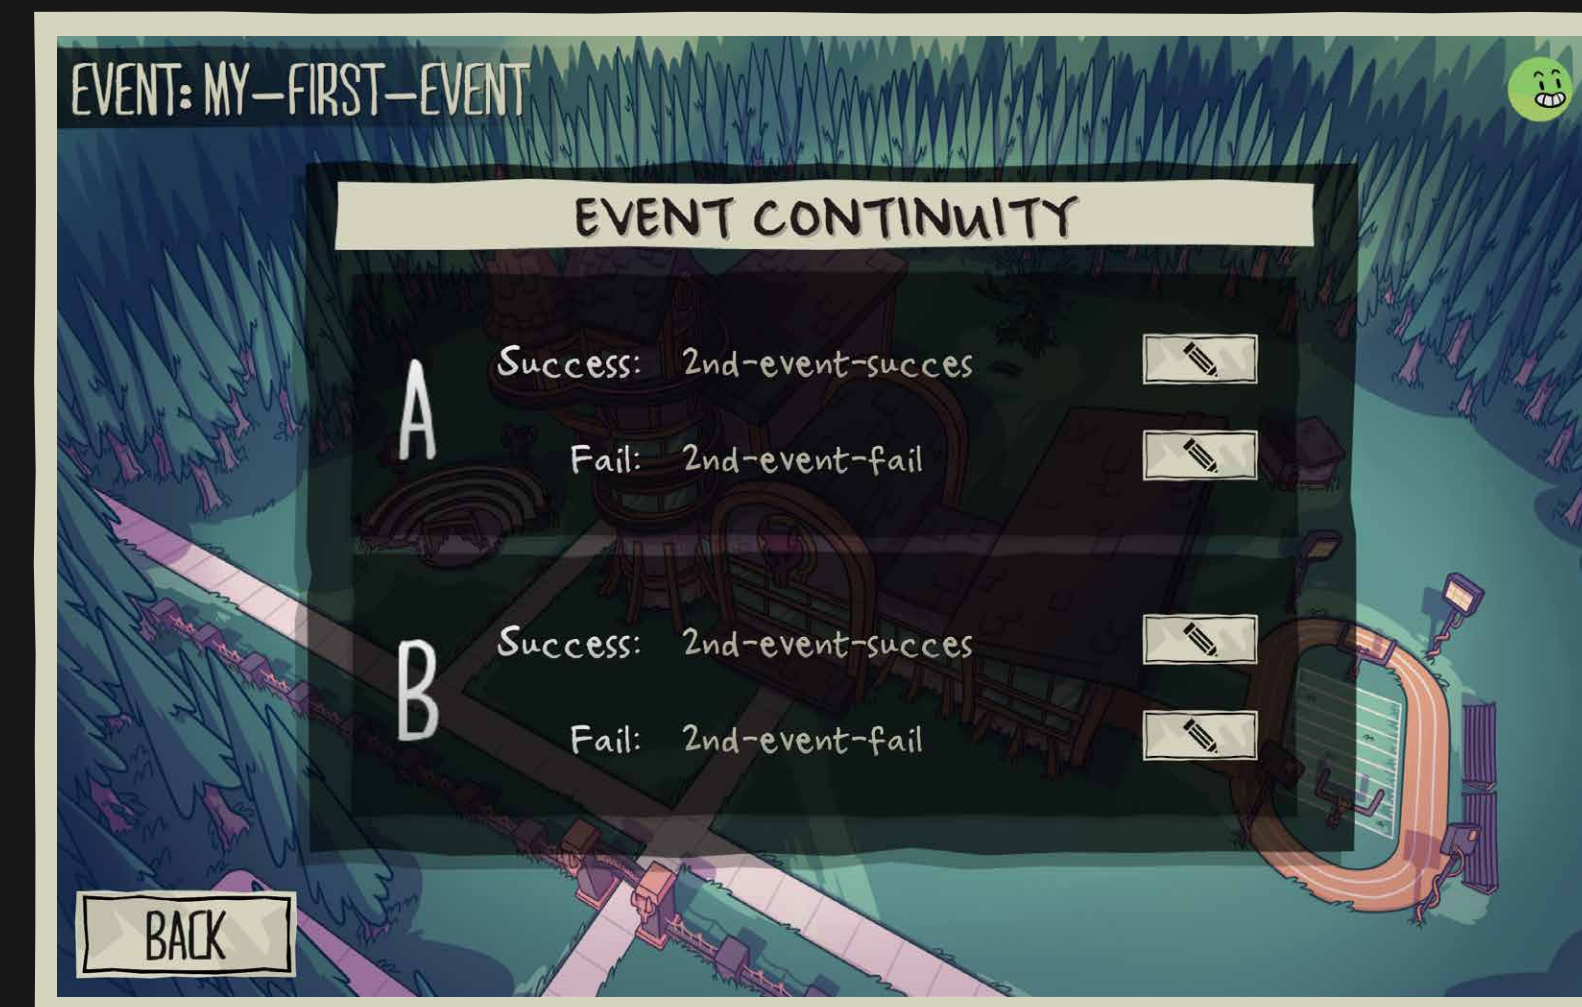 EVENT: MY-FIRST-EVENT
EVENT CONTINUITY
A
Success: 2nd-event-succes
Fail: 2nd-event-fail
B
Success: 2nd-event-succes
Fail: 2nd-event-fail
BACK